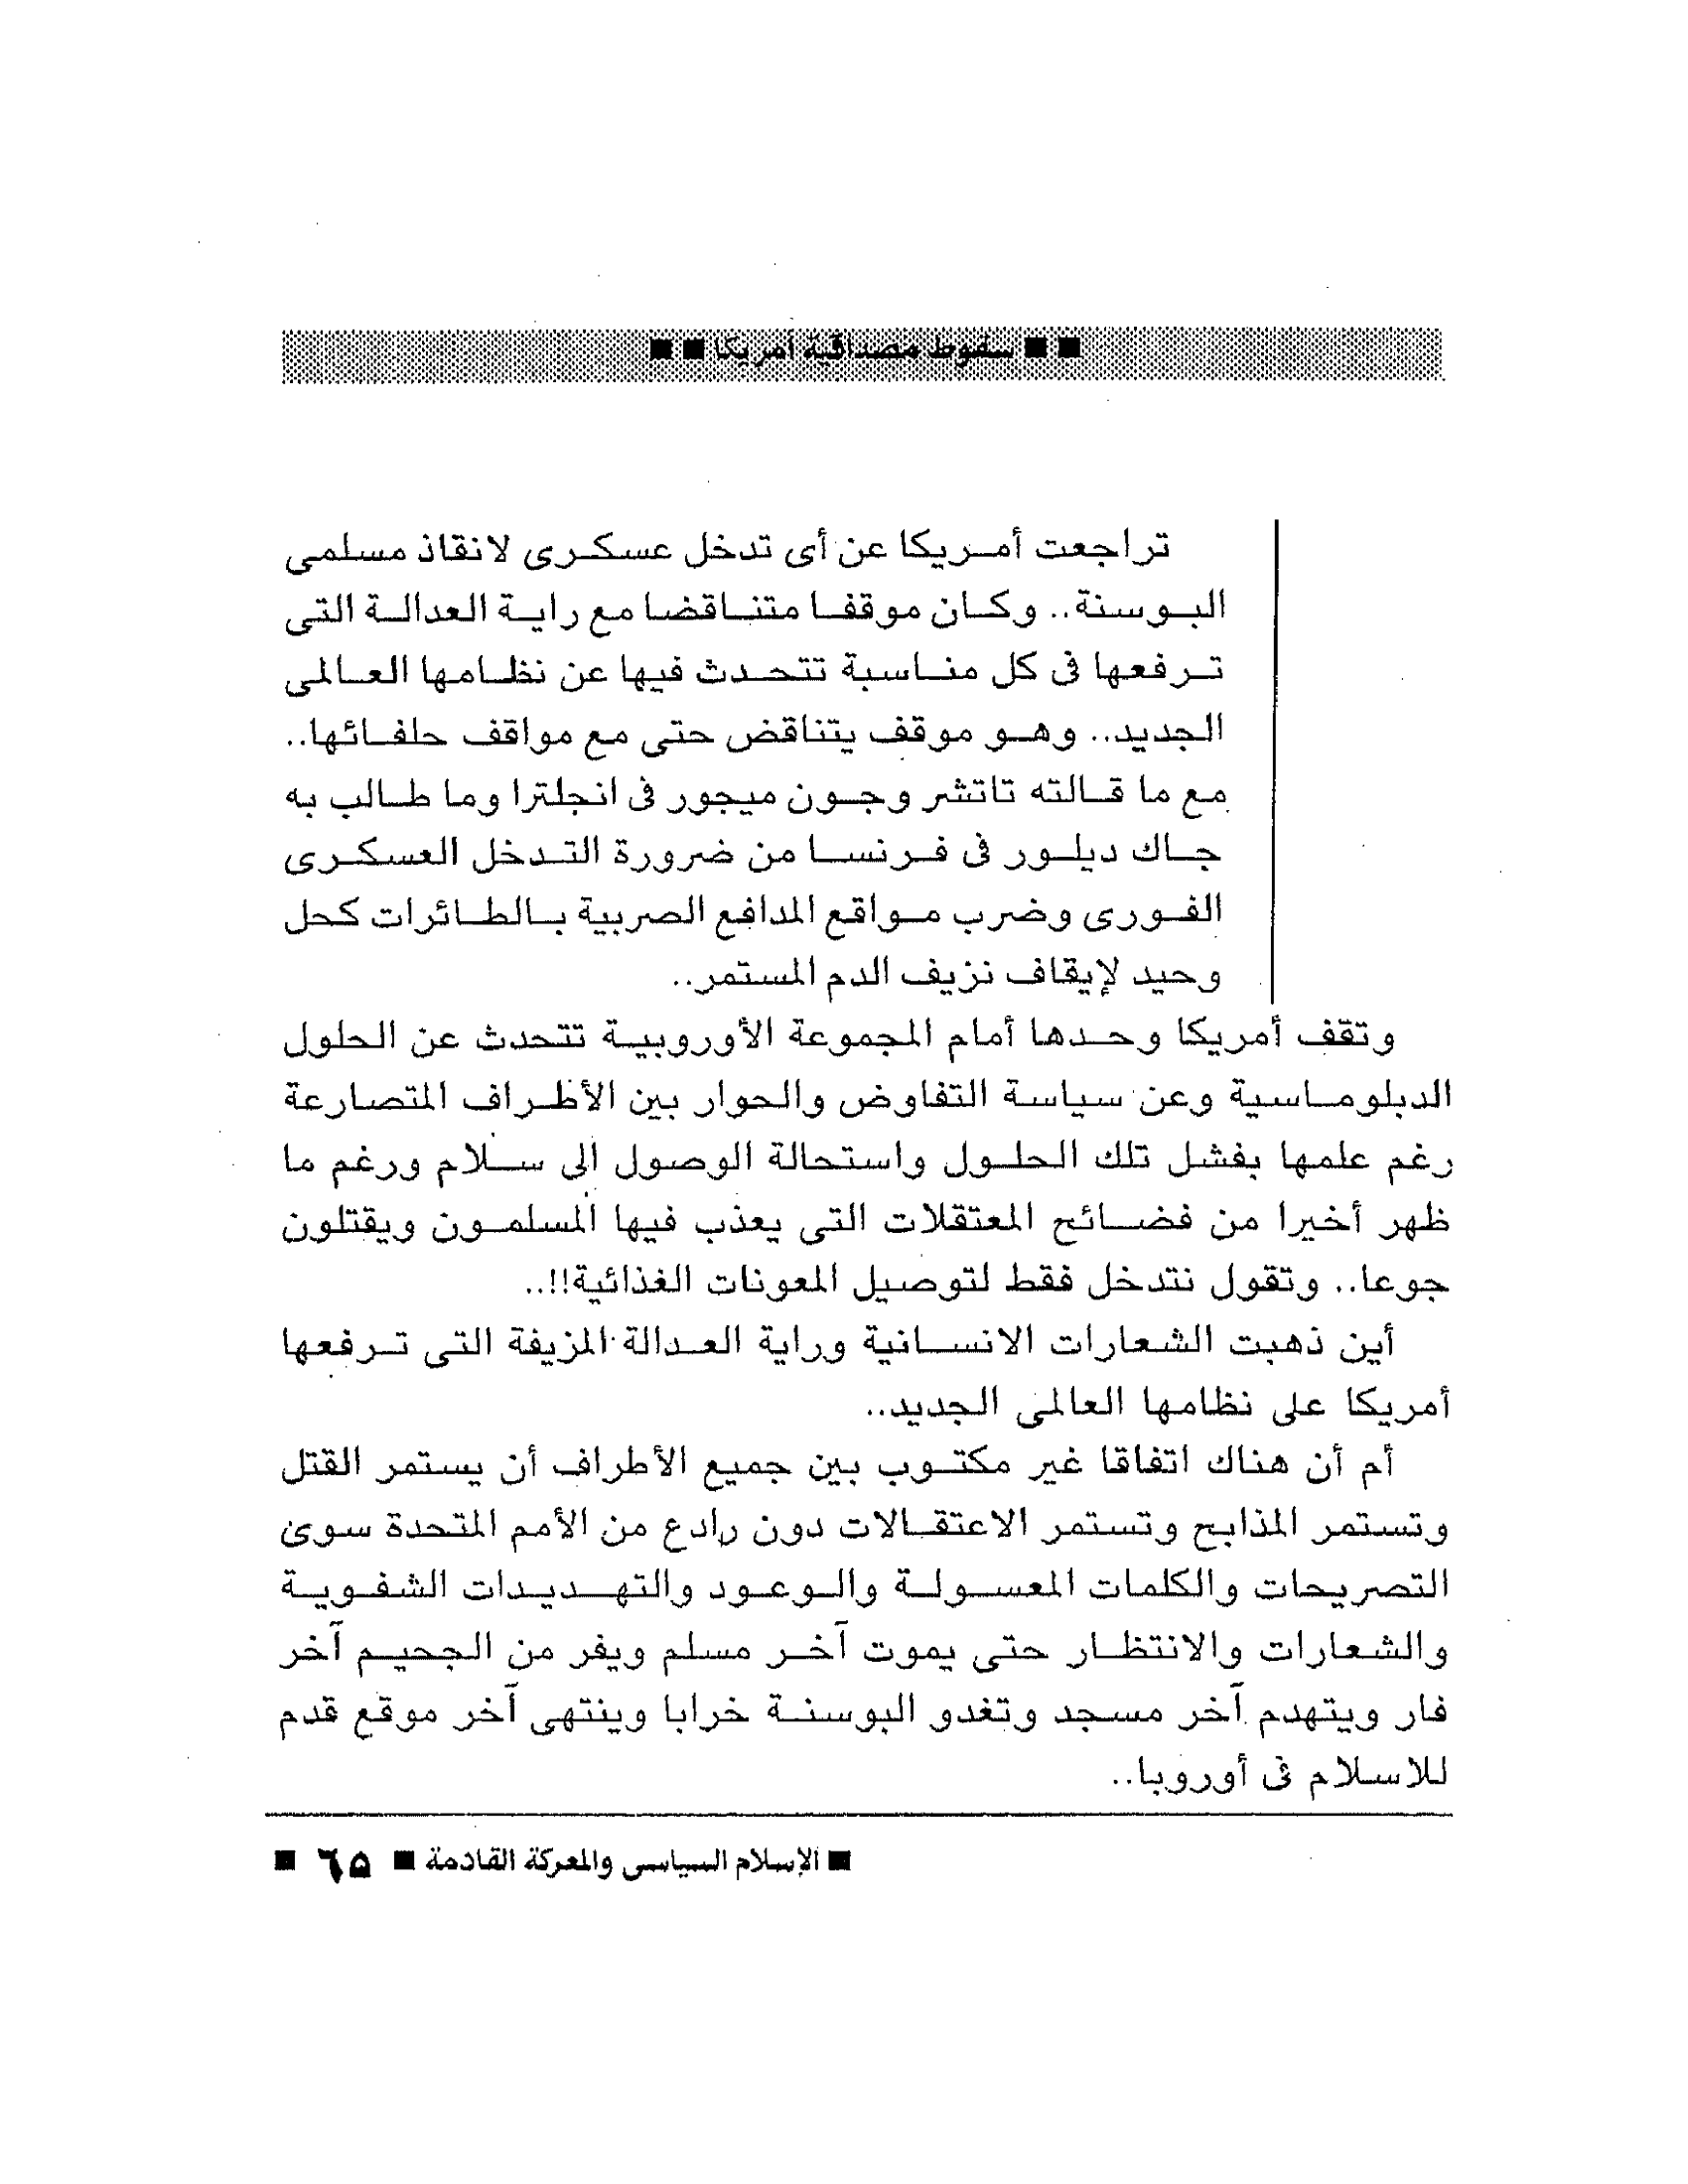 ■ ■ سقوط مصداقية أمريكا ■ ■
تراجعت أمريكا عن أى تدخل عسكرى لانقاذ مسلمى
البوسنة.. وكان موقفا متناقضا مع راية العدالة التى
ترفعها فى كل مناسبة تتحدث فيها عن نظامها العالمى
الجديد.. وهو موقف يتناقض حتى مع مواقف حلفائها..
مع ما قالته تاتشر وجون ميجور فى انجلترا وما طالب به
جاك ديلور فى فرنسا من ضرورة التدخل العسكرى
الفورى وضرب مواقع المدافع الصربية بالطائرات كحل
وحيد لإيقاف نزيف الدم المستمر..
وتقف أمريكا وحدها أمام المجموعة الأوروبية تتحدث عن الحلول
الدبلوماسية وعن سياسة التفاوض والحوار بين الأطراف المتصارعة
رغم علمها بفشل تلك الحلول واستحالة الوصول الى سلام ورغم ما
ظهر أخيرا من فضائح المعتقلات التى يعذب فيها المسلمون ويقتلون
جوعا.. وتقول نتدخل فقط لتوصيل المعونات الغذائية!!..
أين ذهبت الشعارات الانسانية وراية العدالة المزيفة التى ترفعها
أمريكا على نظامها العالمى الجديد..
أم أن هناك اتفاقا غير مكتوب بين جميع الأطراف أن يستمر القتل
وتستمر المذابح وتستمر الاعتقالات دون رادع من الأمم المتحدة سوى
التصريحات والكلمات المعسولة والوعود والتهديدات الشفوية
والشعارات والانتظار حتى يموت آخر مسلم ويفر من الجحيم آخر
فار ويتهدم آخر مسجد وتغدو البوسنة خرابا وينتهى آخر موقع قدم
للاسلام فى أوروبا..
■ الإسلام السياسى والمعركة القادمة ■ ٦٥ ■